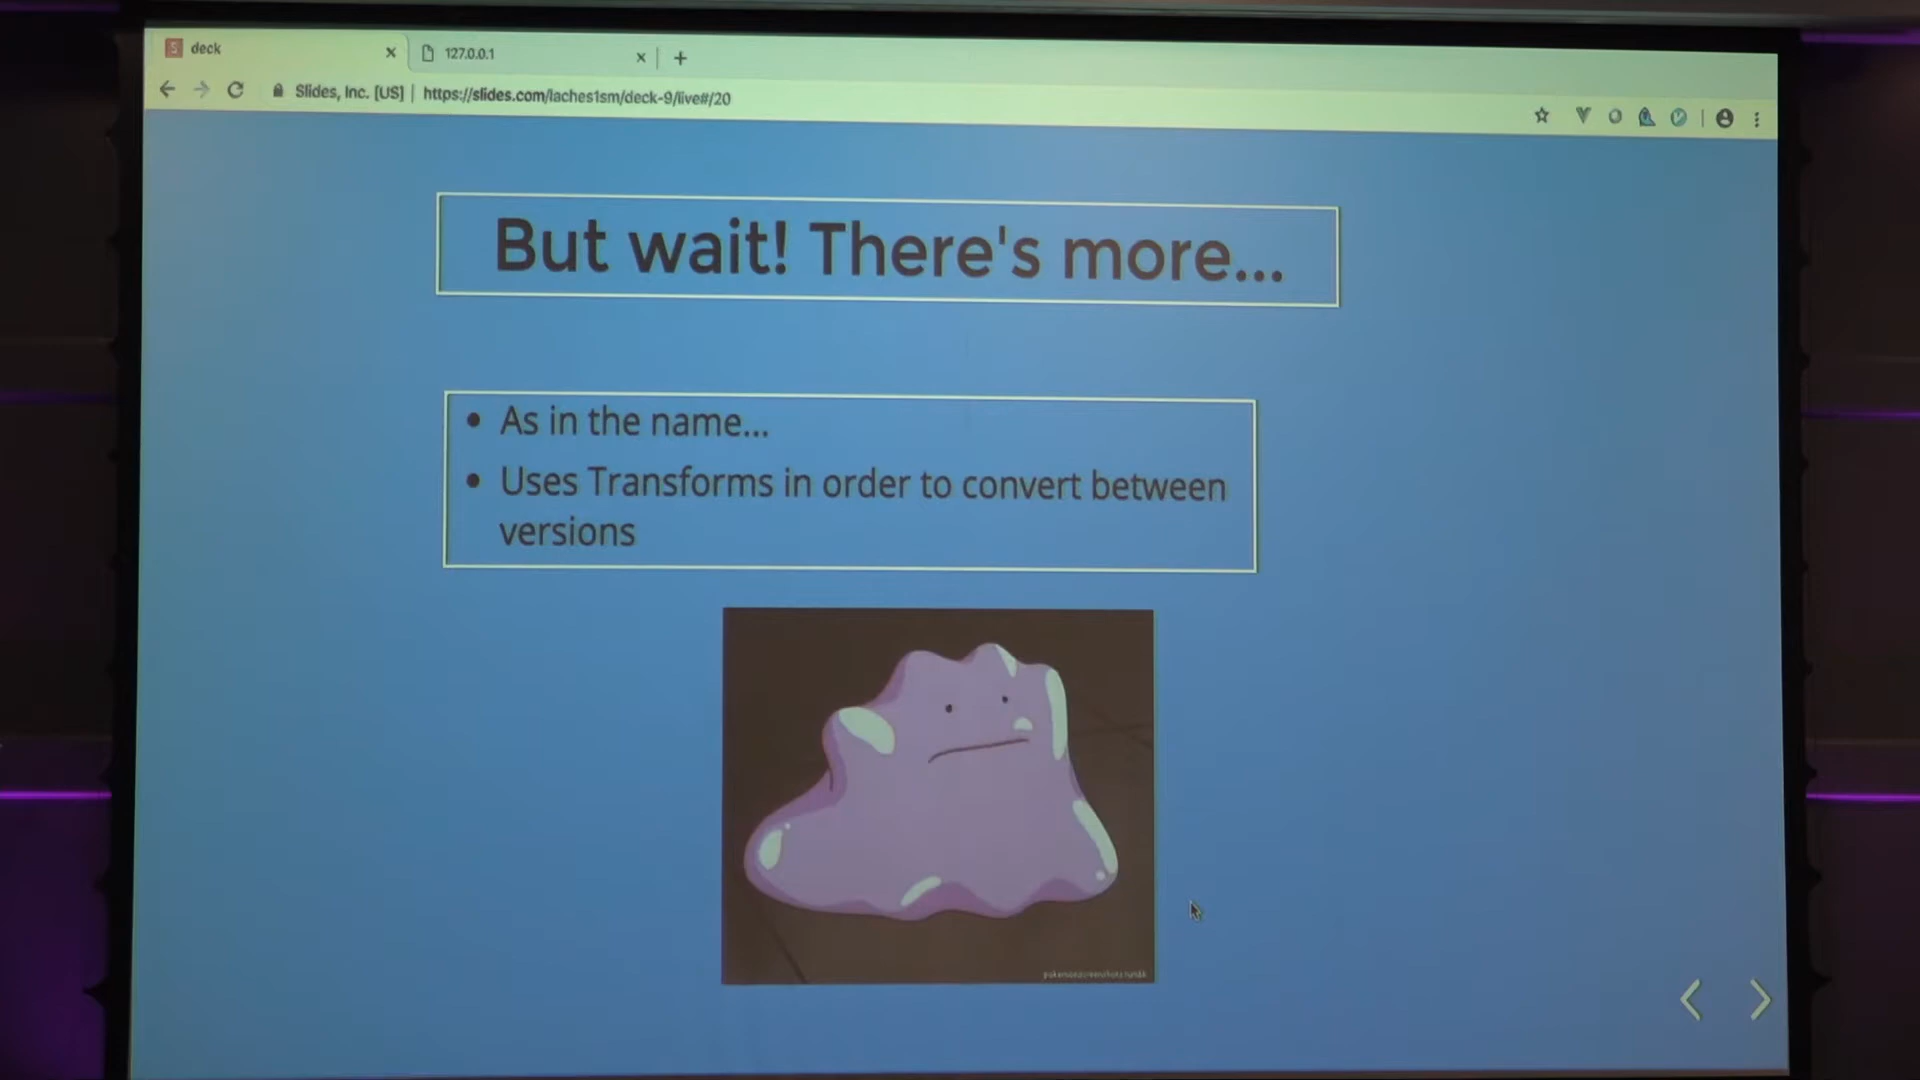 deck
127.0.0.1
Slides, Inc. [US] | https://slides.com/laches1sm/deck-9/live#/20
But wait! There's more...
• As in the name...
• Uses Transforms in order to convert between
versions